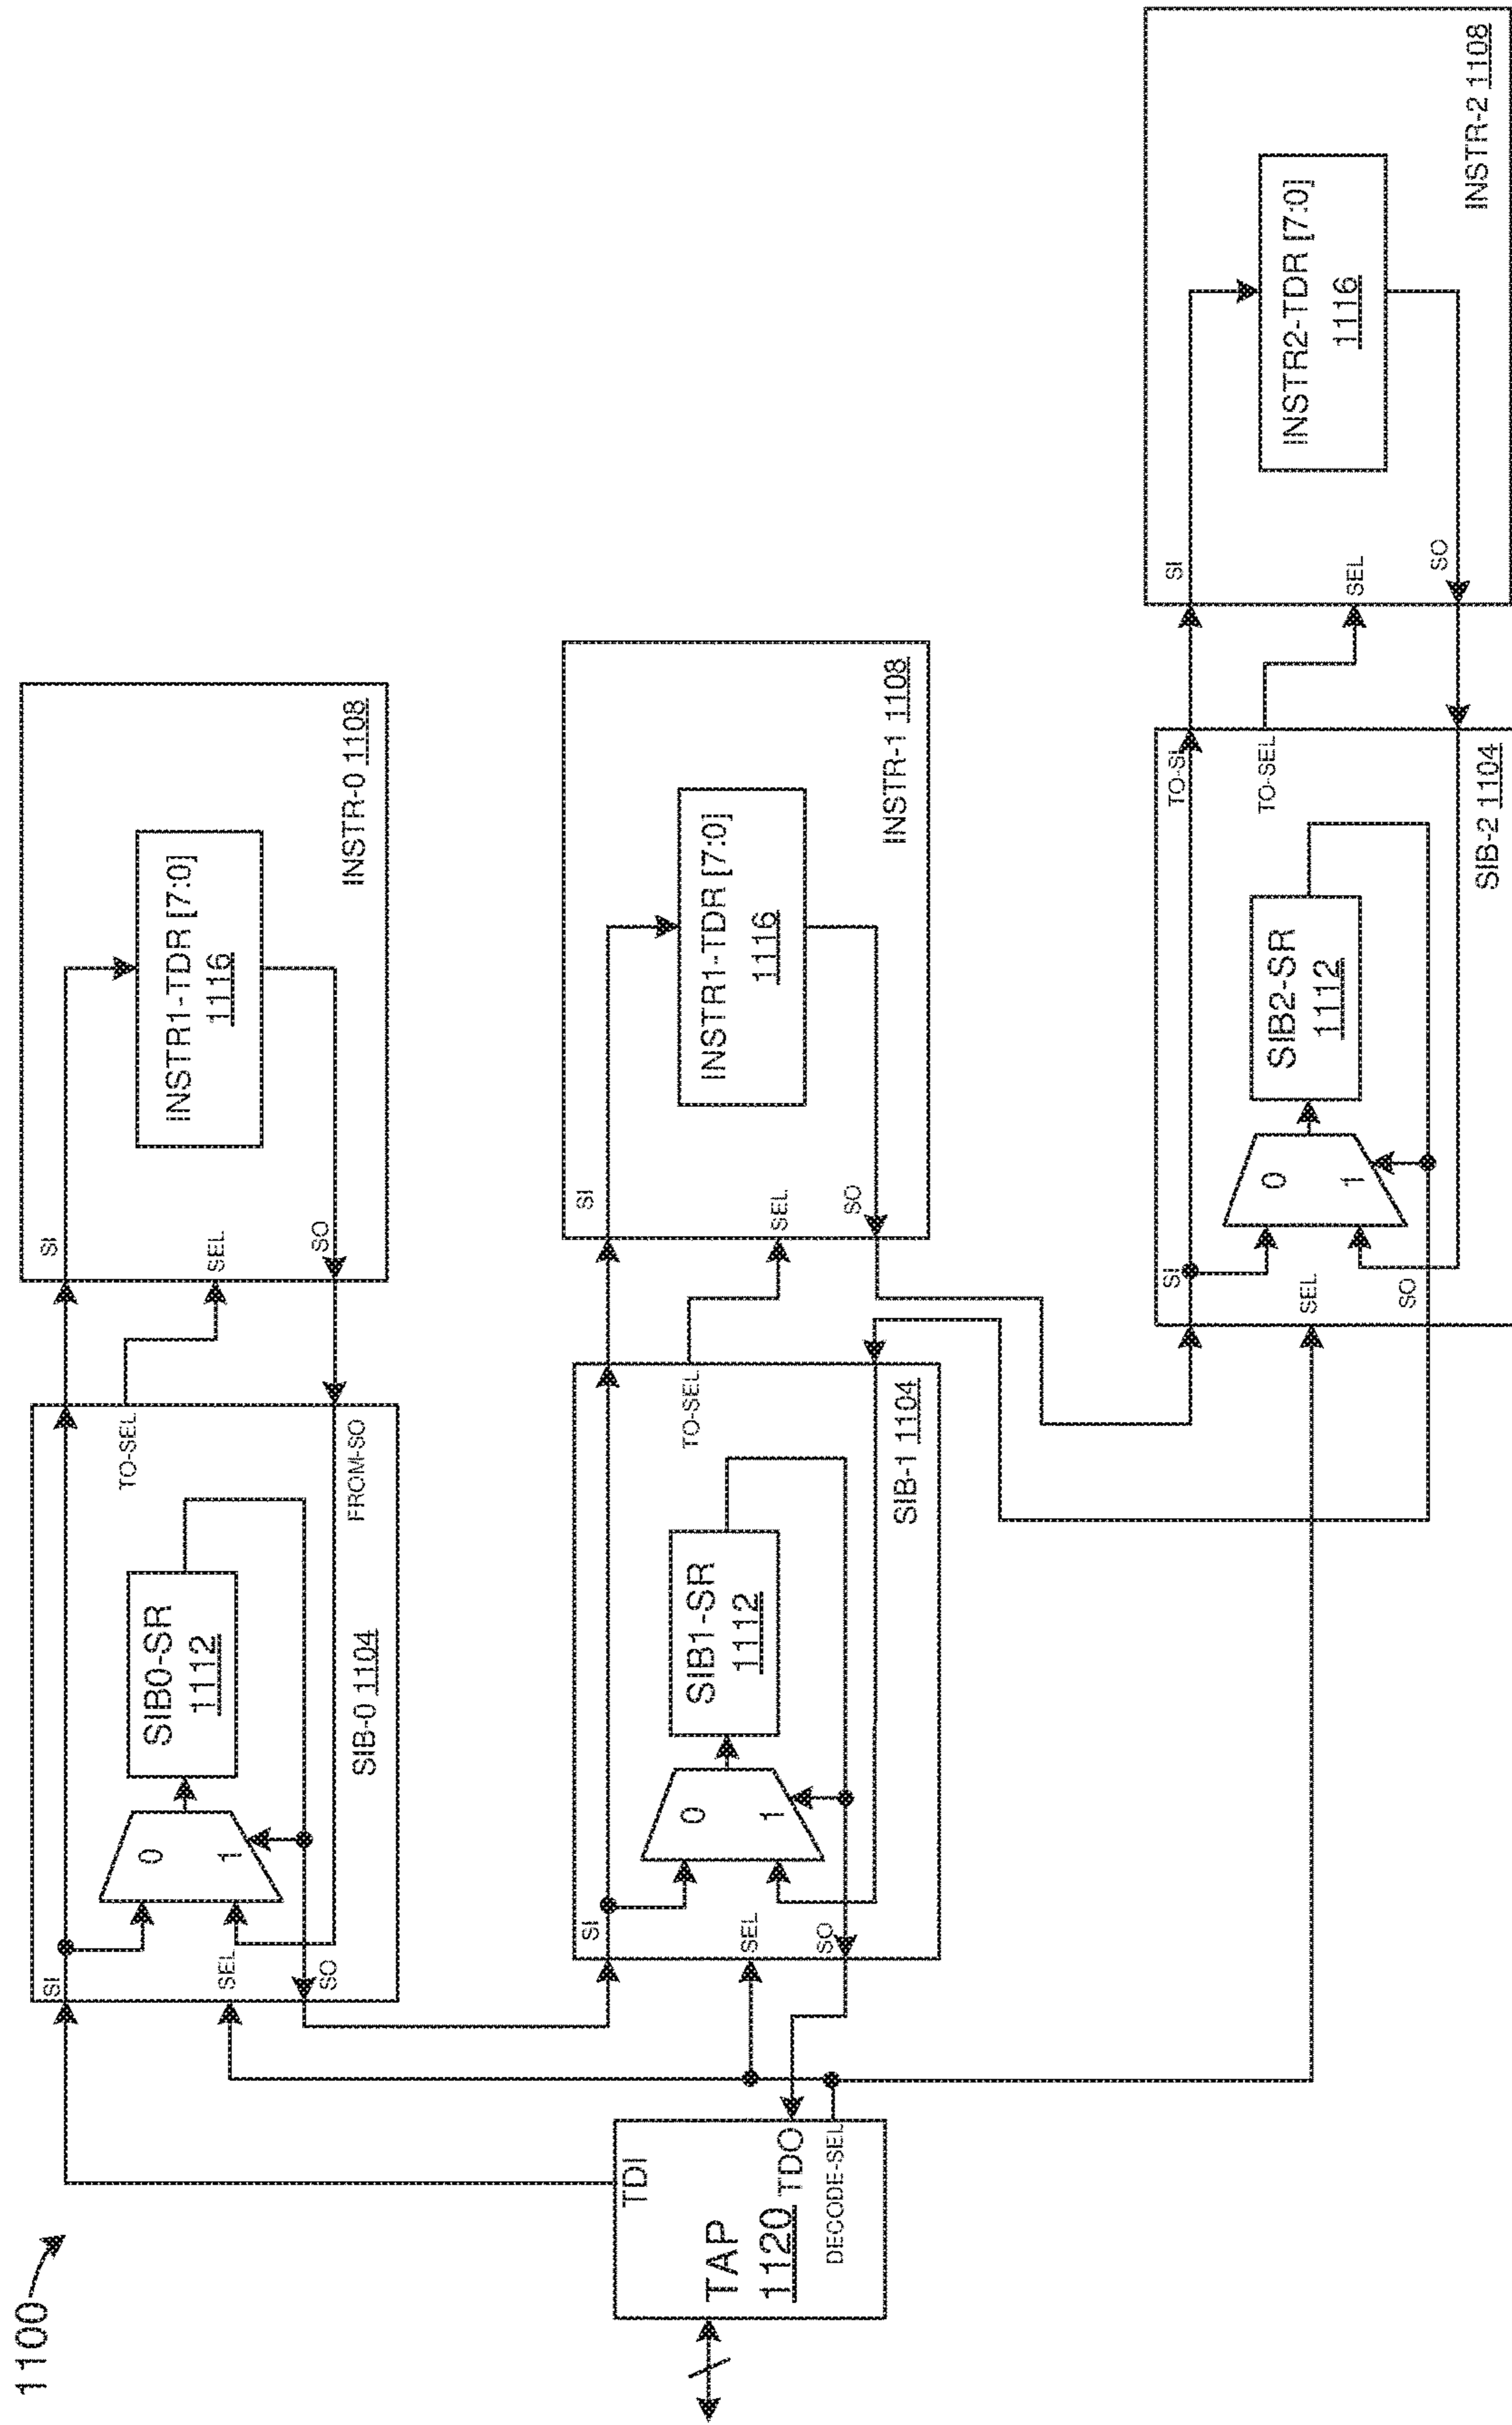 1100
TAP
1120
TDI
TDO
DECODE-SEL
SI
SEL
SO
0
1
SIB0-SR
1112
SIB-0 1104
TO-SEL
FROM-SO
SI
SEL
SO
INSTR1-TDR [7:0]
1116
INSTR-0 1108
SI
SEL
SO
0
1
SIB1-SR
1112
SIB-1 1104
TO-SEL
SI
SEL
SO
INSTR1-TDR [7:0]
1116
INSTR-1 1108
SI
SEL
SO
0
1
SIB2-SR
1112
SIB-2 1104
TO-SI
TO-SEL
SI
SEL
SO
INSTR2-TDR [7:0]
1116
INSTR-2 1108